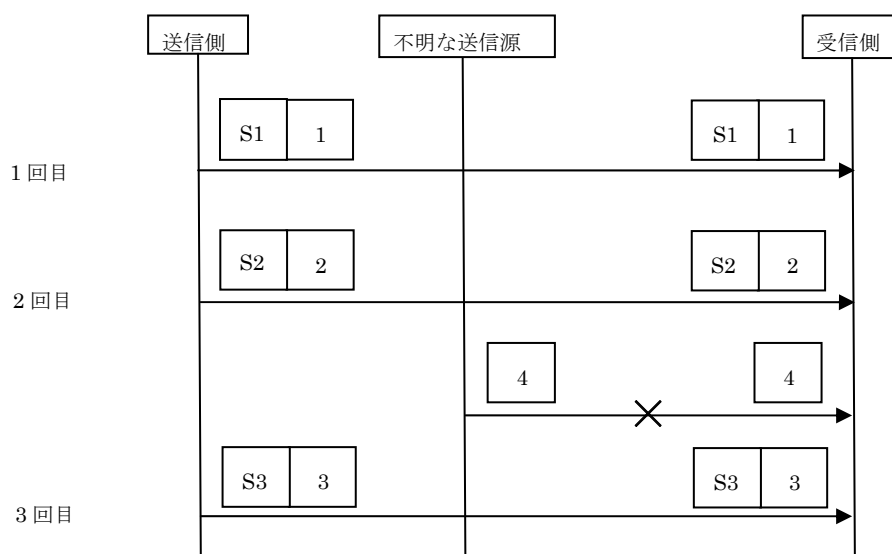 送信側 不明な送信源 受信側
S1 1 S1 1
1回目
S2 2 S2 2
2回目
4 4
S3 3 S3 3
3回目